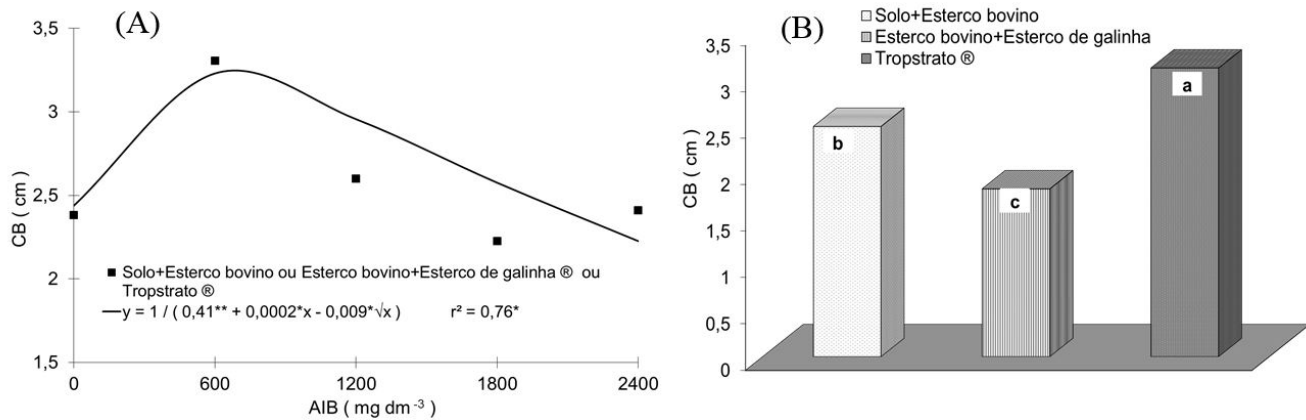 (A)
3,5
3
2,5
2
1,5
CB ( cm )
■ Solo+Esterco bovino ou Esterco bovino+Esterco de galinha ® ou
Tropstrato ®
y = 1 / ( 0,41** + 0,0002*x - 0,009*√x ) r² = 0,76*
0 600 1200 1800 2400
AIB ( mg dm ⁻³ )
(B)
Solo+Esterco bovino
Esterco bovino+Esterco de galinha
Tropstrato ®
3,5
3
2,5
2
1,5
1
0,5
0
CB ( cm )
b
c
a